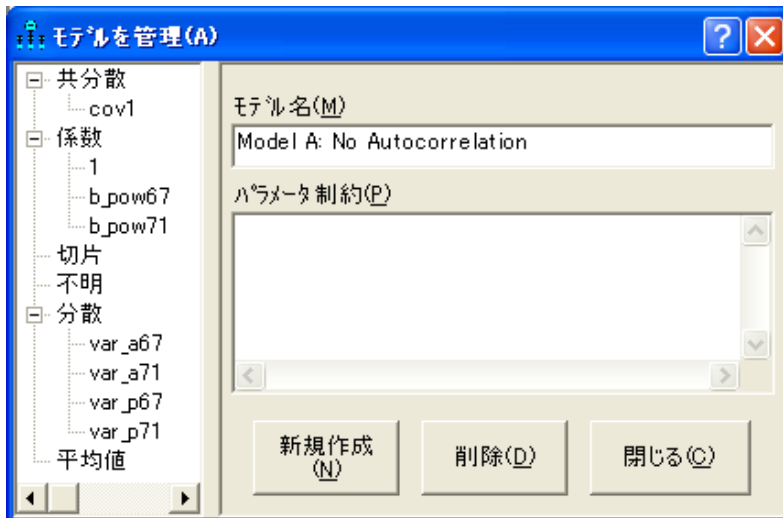 モデルを管理(A)
共分散
cov1
係数
1
b_pow67
b_pow71
切片
不明
分散
var_a67
var_a71
var_p67
var_p71
平均値
モデル名(M)
Model A: No Autocorrelation
パラメータ制約(P)
新規作成
(N)
削除(D)
閉じる(C)